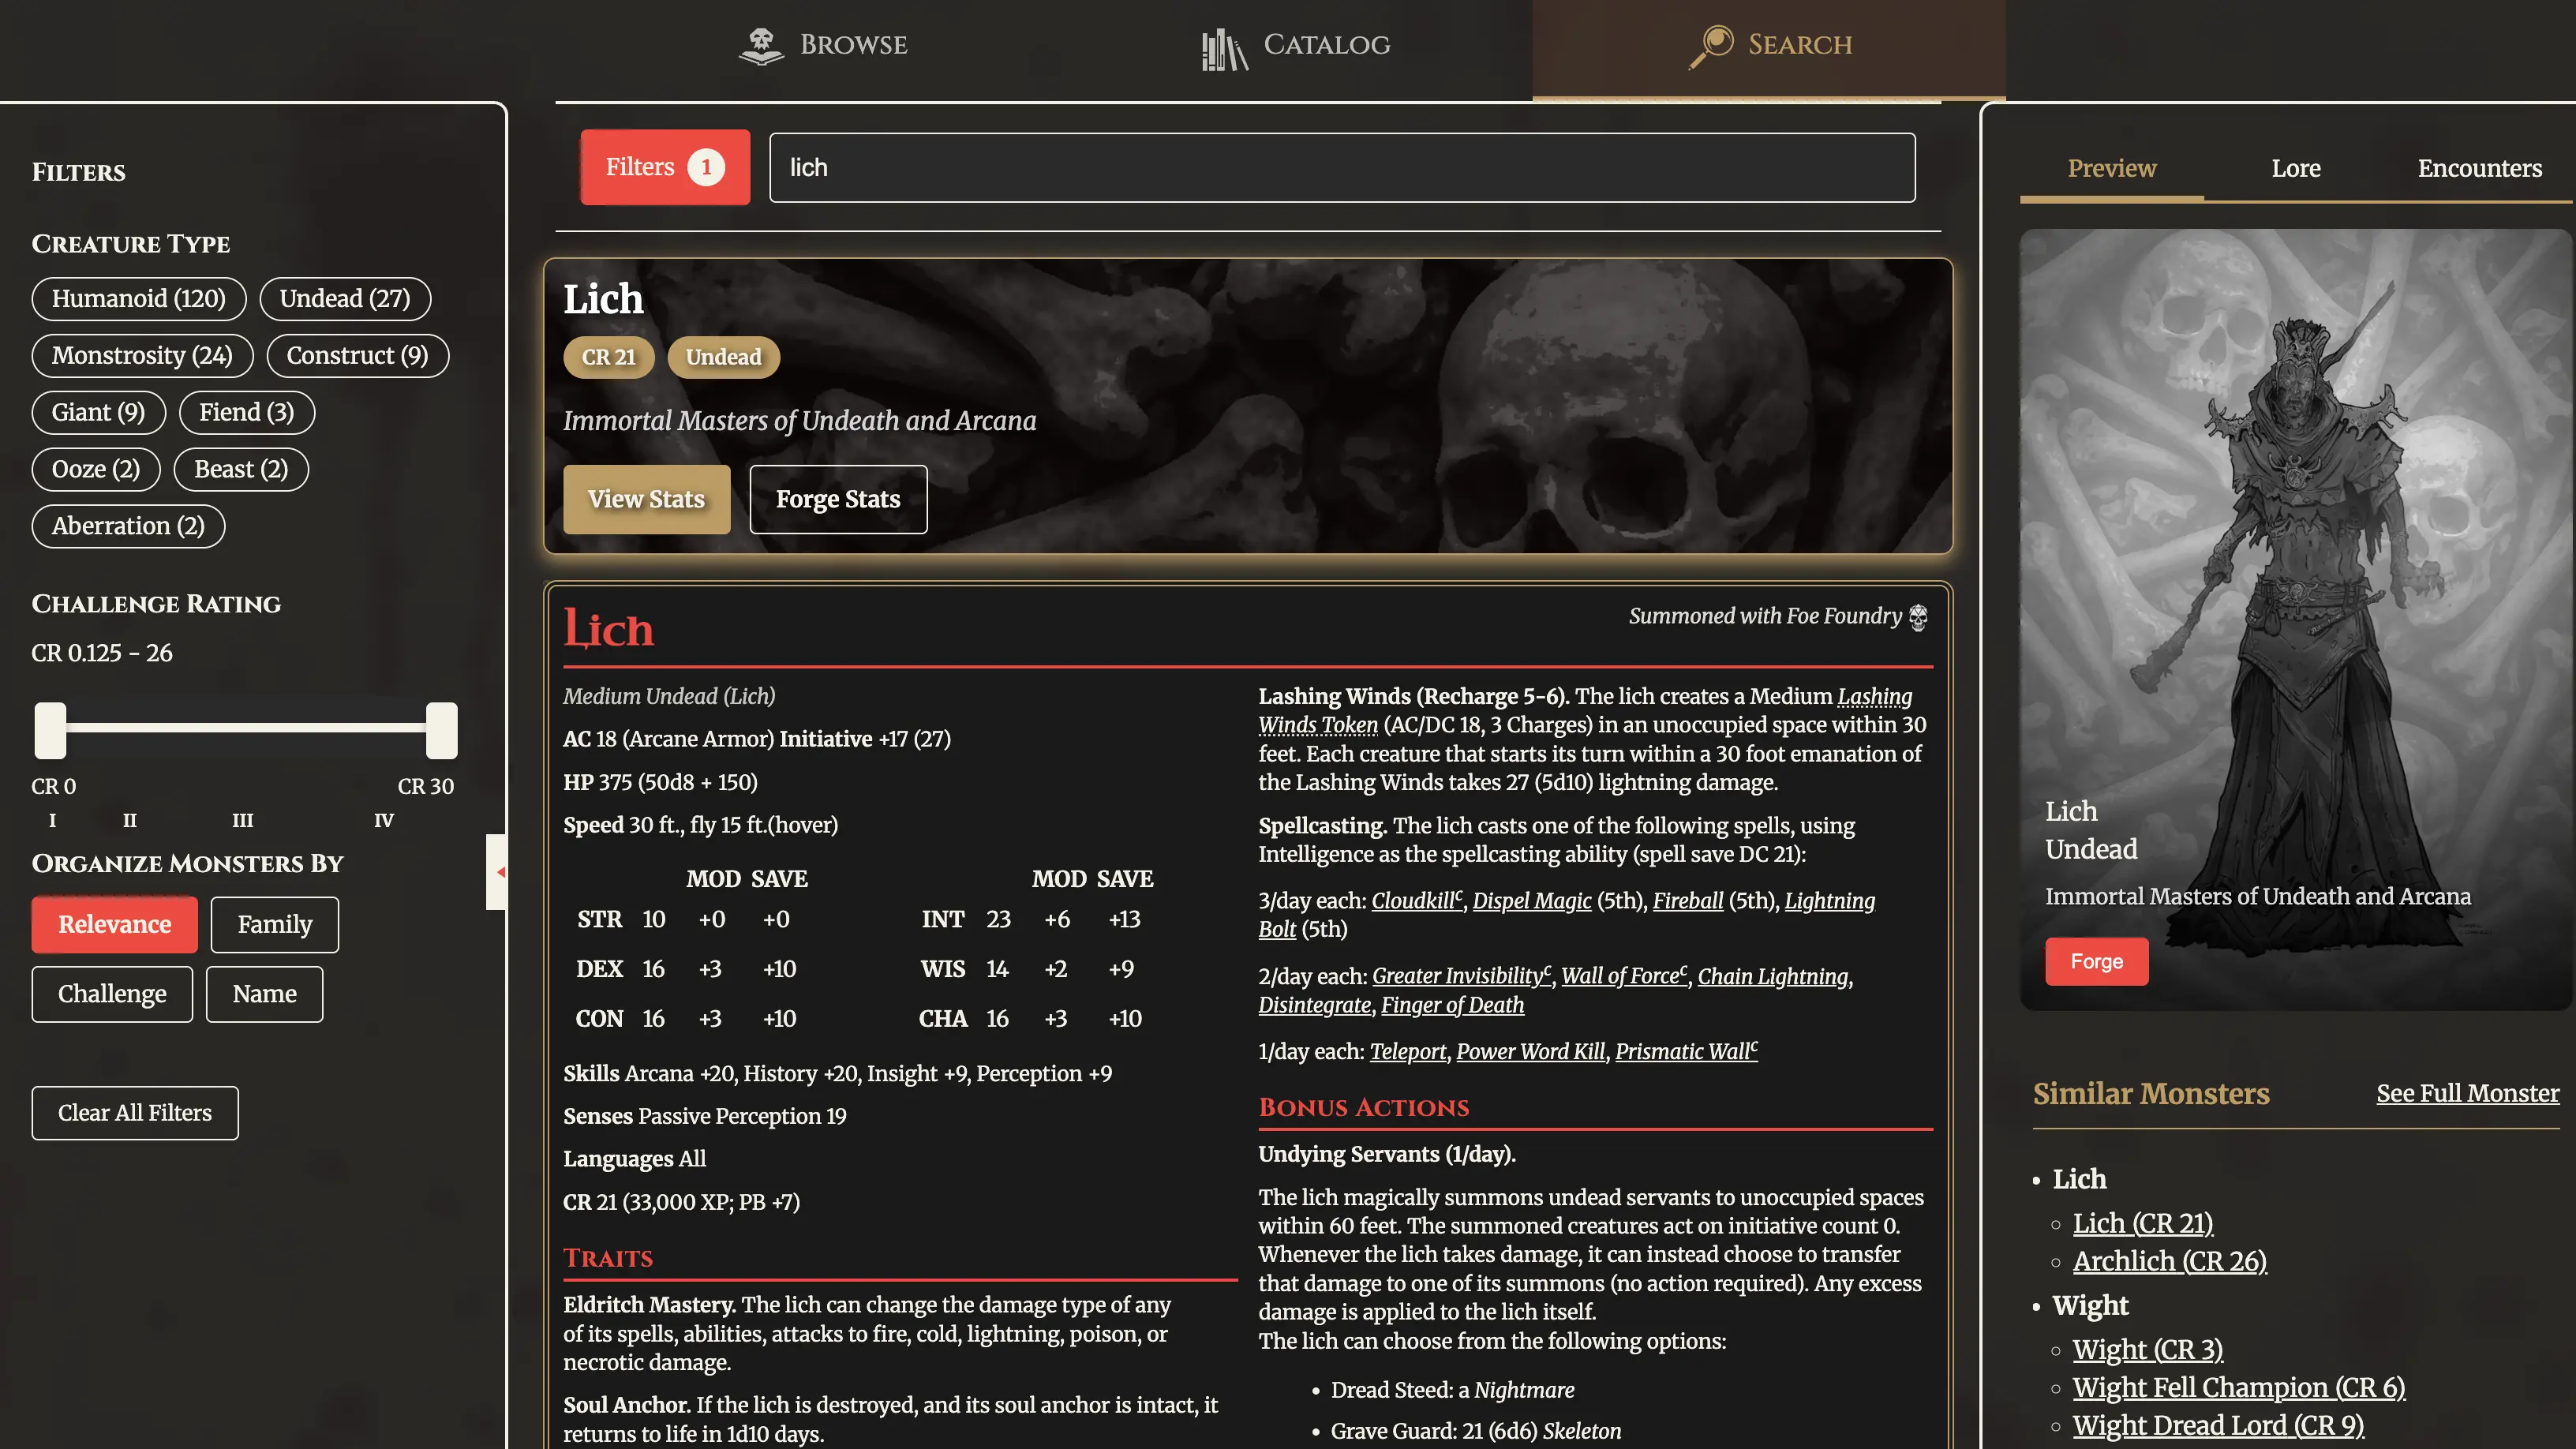 Browse
Catalog
Search
Filters
Creature Type
Humanoid (120)
Undead (27)
Monstrosity (24)
Construct (9)
Giant (9)
Fiend (3)
Ooze (2)
Beast (2)
Aberration (2)
Challenge Rating
CR 0.125 - 26
CR 0
CR 30
I
II
III
IV
Organize Monsters By
Relevance
Family
Challenge
Name
Clear All Filters
Filters 1
lich
Lich
CR 21
Undead
Immortal Masters of Undeath and Arcana
View Stats
Forge Stats
Lich
Summoned with Foe Foundry
Medium Undead (Lich)
AC 18 (Arcane Armor) Initiative +17 (27)
HP 375 (50d8 + 150)
Speed 30 ft., fly 15 ft.(hover)
MOD SAVE MOD SAVE
STR 10 +0 +0 INT 23 +6 +13
DEX 16 +3 +10 WIS 14 +2 +9
CON 16 +3 +10 CHA 16 +3 +10
Skills Arcana +20, History +20, Insight +9, Perception +9
Senses Passive Perception 19
Languages All
CR 21 (33,000 XP; PB +7)
Traits
Eldritch Mastery. The lich can change the damage type of any
of its spells, abilities, attacks to fire, cold, lightning, poison, or
necrotic damage.
Soul Anchor. If the lich is destroyed, and its soul anchor is intact, it
returns to life in 1d10 days.
Lashing Winds (Recharge 5-6). The lich creates a Medium Lashing
Winds Token (AC/DC 18, 3 Charges) in an unoccupied space within 30
feet. Each creature that starts its turn within a 30 foot emanation of
the Lashing Winds takes 27 (5d10) lightning damage.
Spellcasting. The lich casts one of the following spells, using
Intelligence as the spellcasting ability (spell save DC 21):
3/day each: Cloudkillᶜ, Dispel Magic (5th), Fireball (5th), Lightning
Bolt (5th)
2/day each: Greater Invisibilityᶜ, Wall of Forceᶜ, Chain Lightning,
Disintegrate, Finger of Death
1/day each: Teleport, Power Word Kill, Prismatic Wallᶜ
Bonus Actions
Undying Servants (1/day).
The lich magically summons undead servants to unoccupied spaces
within 60 feet. The summoned creatures act on initiative count 0.
Whenever the lich takes damage, it can instead choose to transfer
that damage to one of its summons (no action required). Any excess
damage is applied to the lich itself.
The lich can choose from the following options:
• Dread Steed: a Nightmare
• Grave Guard: 21 (6d6) Skeleton
Preview
Lore
Encounters
Lich
Undead
Immortal Masters of Undeath and Arcana
Forge
Similar Monsters
See Full Monster
• Lich
Lich (CR 21)
Archlich (CR 26)
• Wight
Wight (CR 3)
Wight Fell Champion (CR 6)
Wight Dread Lord (CR 9)